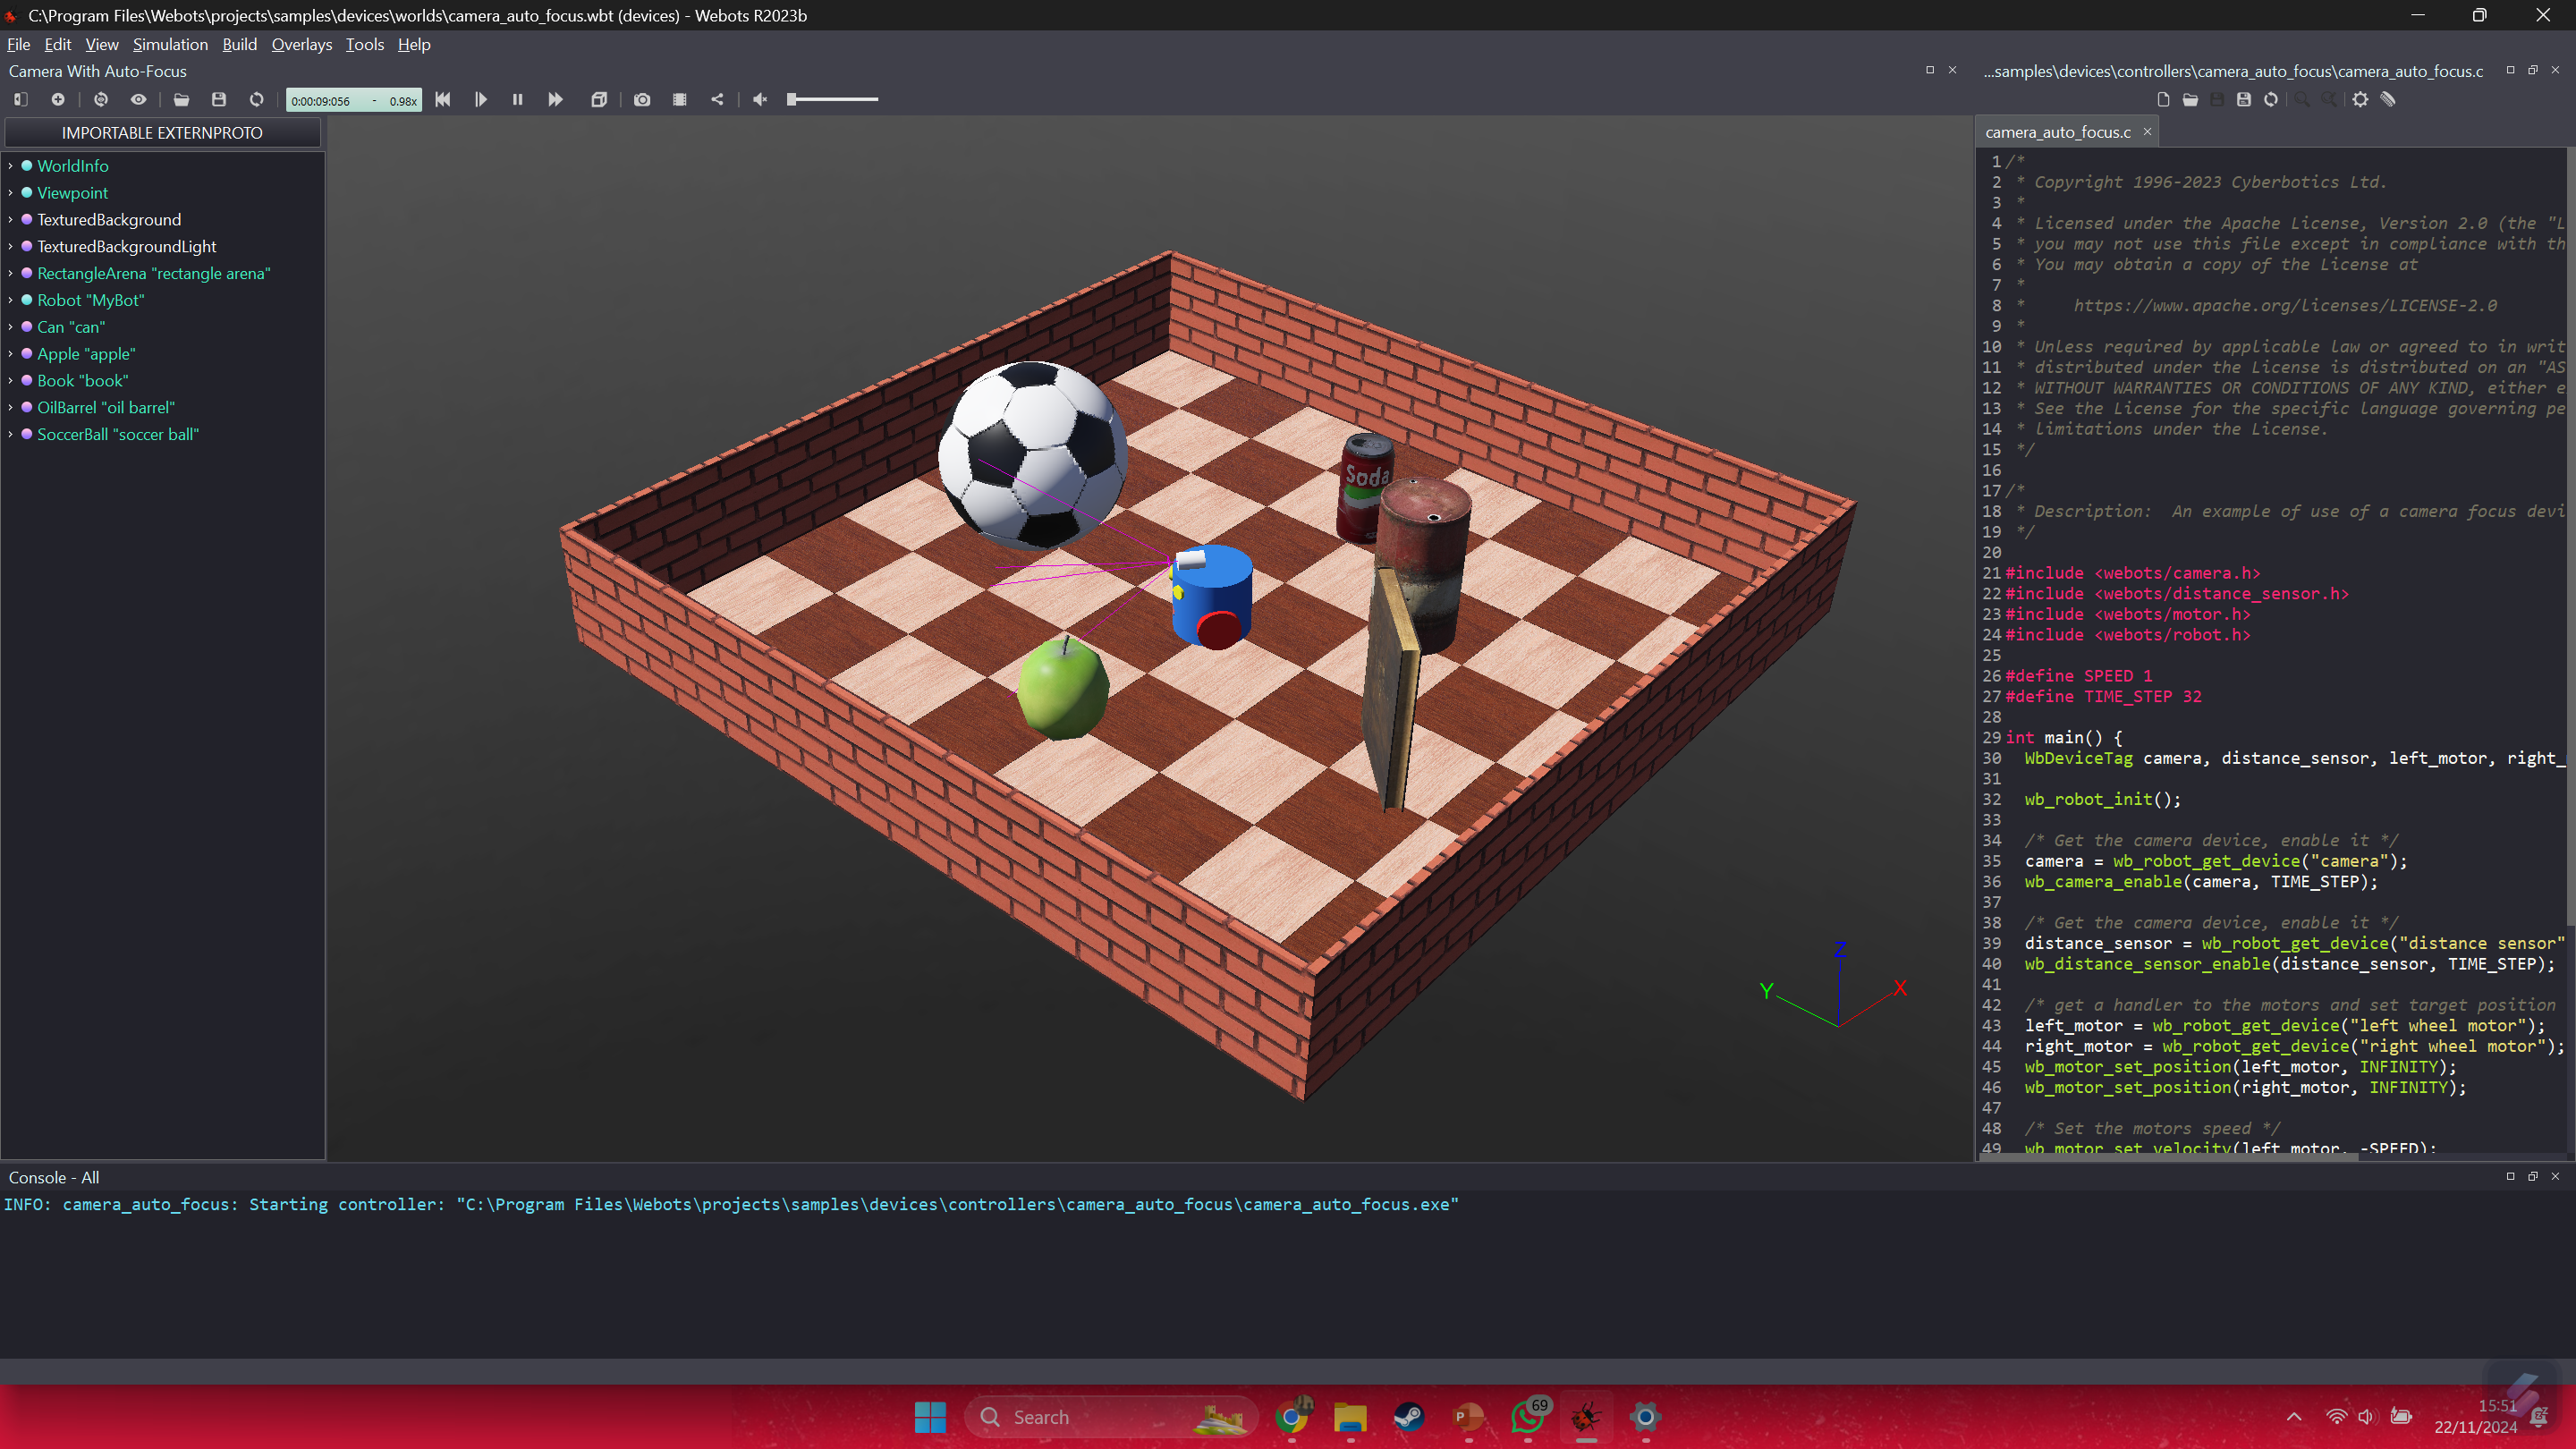 C:\Program Files\Webots\projects\samples\devices\worlds\camera_auto_focus.wbt (devices) - Webots R2023b
File Edit View Simulation Build Overlays Tools Help
Camera With Auto-Focus
0:00:09:056 - 0.98x
IMPORTABLE EXTERNPROTO
WorldInfo
Viewpoint
TexturedBackground
TexturedBackgroundLight
RectangleArena "rectangle arena"
Robot "MyBot"
Can "can"
Apple "apple"
Book "book"
OilBarrel "oil barrel"
SoccerBall "soccer ball"
Soda
Z
Y
X
...samples\devices\controllers\camera_auto_focus\camera_auto_focus.c
camera_auto_focus.c
1 /*
2 * Copyright 1996-2023 Cyberbotics Ltd.
3 *
4 * Licensed under the Apache License, Version 2.0 (the "L
5 * you may not use this file except in compliance with th
6 * You may obtain a copy of the License at
7 *
8 * https://www.apache.org/licenses/LICENSE-2.0
9 *
10 * Unless required by applicable law or agreed to in writ
11 * distributed under the License is distributed on an "AS
12 * WITHOUT WARRANTIES OR CONDITIONS OF ANY KIND, either e
13 * See the License for the specific language governing pe
14 * limitations under the License.
15 */
16
17 /*
18 * Description: An example of use of a camera focus devi
19 */
20
21 #include <webots/camera.h>
22 #include <webots/distance_sensor.h>
23 #include <webots/motor.h>
24 #include <webots/robot.h>
25
26 #define SPEED 1
27 #define TIME_STEP 32
28
29 int main() {
30 WbDeviceTag camera, distance_sensor, left_motor, right_
31
32 wb_robot_init();
33
34 /* Get the camera device, enable it */
35 camera = wb_robot_get_device("camera");
36 wb_camera_enable(camera, TIME_STEP);
37
38 /* Get the camera device, enable it */
39 distance_sensor = wb_robot_get_device("distance sensor"
40 wb_distance_sensor_enable(distance_sensor, TIME_STEP);
41
42 /* get a handler to the motors and set target position
43 left_motor = wb_robot_get_device("left wheel motor");
44 right_motor = wb_robot_get_device("right wheel motor");
45 wb_motor_set_position(left_motor, INFINITY);
46 wb_motor_set_position(right_motor, INFINITY);
47
48 /* Set the motors speed */
49 wb_motor_set_velocity(left_motor, -SPEED);
Console - All
INFO: camera_auto_focus: Starting controller: "C:\Program Files\Webots\projects\samples\devices\controllers\camera_auto_focus\camera_auto_focus.exe"
Search
P
69
15:51
22/11/2024